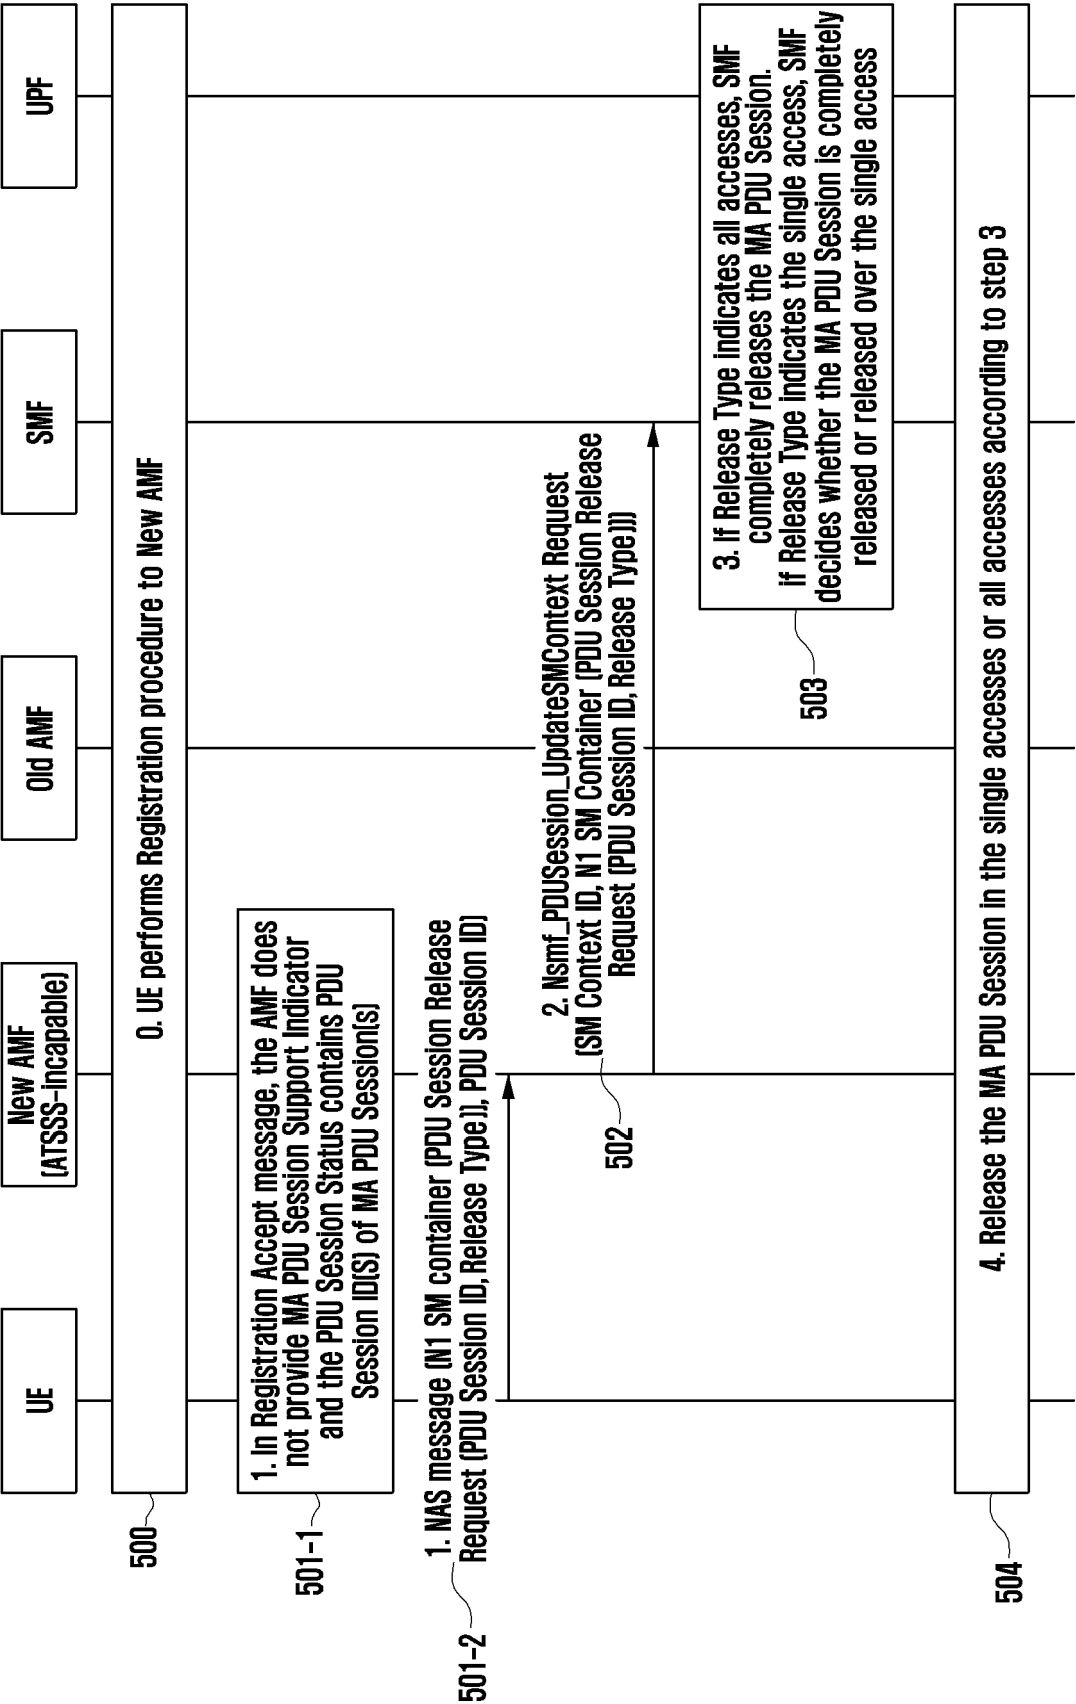 UE
New AMF
(ATSSS-incapable)
Old AMF
SMF
UPF
0. UE performs Registration procedure to New AMF
500
1. In Registration Accept message, the AMF does
not provide MA PDU Session Support Indicator
and the PDU Session Status contains PDU
Session ID(S) of MA PDU Session(s)
501-1
1. NAS message (N1 SM container (PDU Session Release
Request (PDU Session ID, Release Type)), PDU Session ID)
501-2
2. Nsmf_PDUSession_UpdateSMContext Request
(SM Context ID, N1 SM Container (PDU Session Release
Request (PDU Session ID, Release Type)))
502
3. If Release Type indicates all accesses, SMF
completely releases the MA PDU Session.
if Release Type indicates the single access, SMF
decides whether the MA PDU Session is completely
released or released over the single access
503
4. Release the MA PDU Session in the single accesses or all accesses according to step 3
504